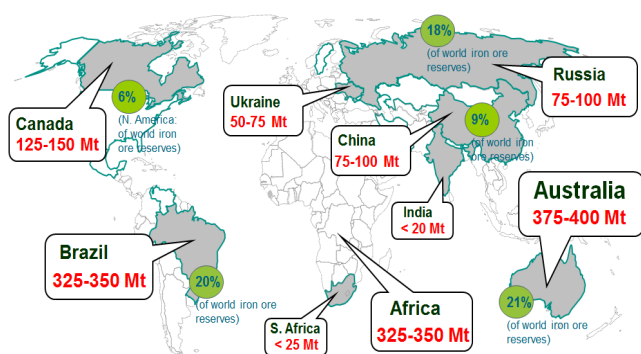 18%
(of world iron ore
reserves)
Russia
75-100 Mt
6%
(N. America:
of world iron
ore reserves)
Canada
125-150 Mt
Ukraine
50-75 Mt
9%
(of world iron
ore reserves)
China
75-100 Mt
Australia
375-400 Mt
India
< 20 Mt
Brazil
325-350 Mt
20%
(of world iron ore
reserves)
S. Africa
< 25 Mt
Africa
325-350 Mt
21%
(of world iron ore
reserves)